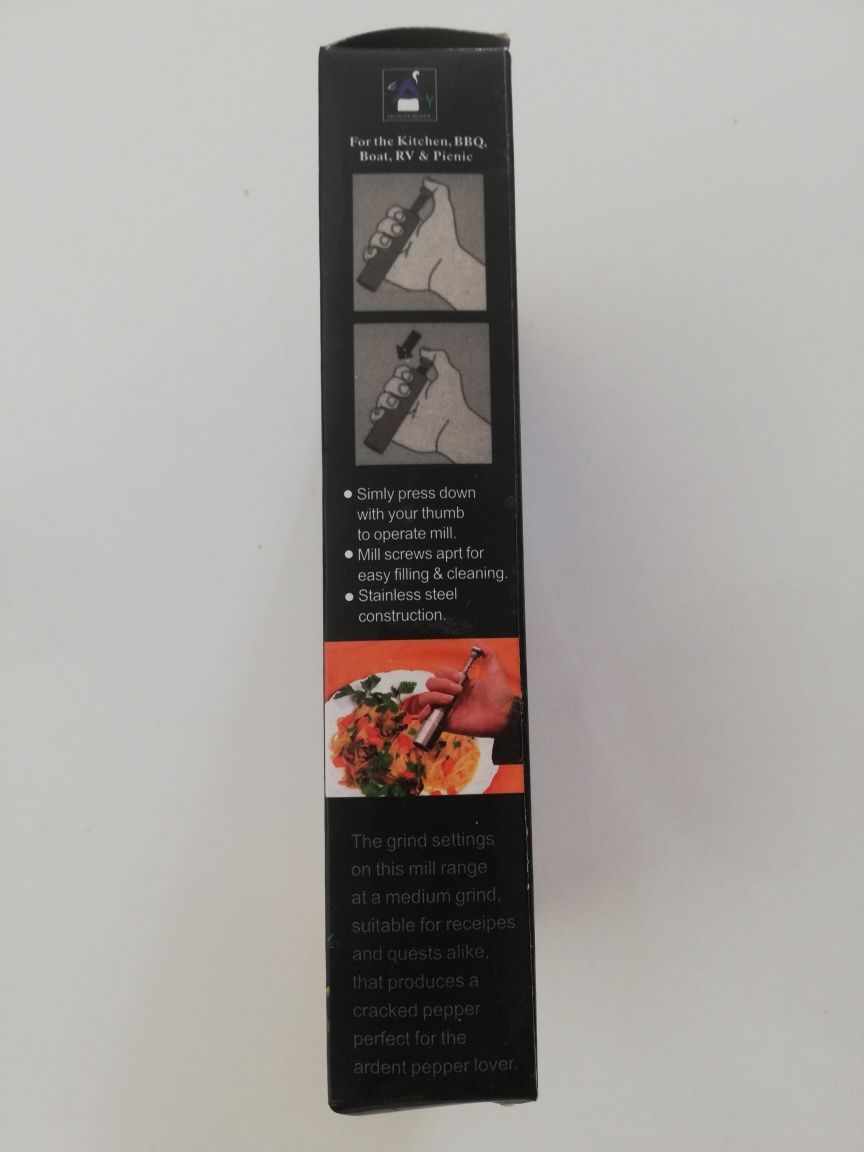 For the Kitchen, BBQ,
Boat, RV & Picnic
● Simly press down
with your thumb
to operate mill.
● Mill screws aprt for
easy filling & cleaning.
● Stainless steel
construction.
The grind settings
on this mill range
at a medium grind,
suitable for receipes
and quests alike,
that produces a
cracked pepper
perfect for the
ardent pepper lover.